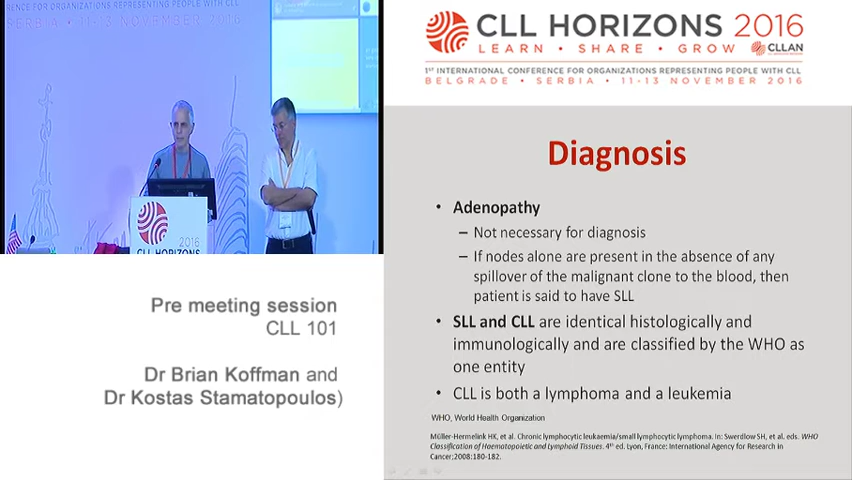 ENCE FOR ORGANIZATIONS REPRESENTING PEOPLE WITH CLL
SERBIA • 11-13 NOVEMBER 2016
2016
CLL HORIZONS
Pre meeting session
CLL 101
Dr Brian Koffman and
Dr Kostas Stamatopoulos)
CLL HORIZONS 2016
LEARN • SHARE • GROW
CLLAN
1ST INTERNATIONAL CONFERENCE FOR ORGANIZATIONS REPRESENTING PEOPLE WITH CLL
BELGRADE • SERBIA • 11-13 NOVEMBER 2016
Diagnosis
• Adenopathy
– Not necessary for diagnosis
– If nodes alone are present in the absence of any
spillover of the malignant clone to the blood, then
patient is said to have SLL
• SLL and CLL are identical histologically and
immunologically and are classified by the WHO as
one entity
• CLL is both a lymphoma and a leukemia
WHO, World Health Organization
Müller-Hermelink HK, et al. Chronic lymphocytic leukaemia/small lymphocytic lymphoma. In: Swerdlow SH, et al. eds. WHO
Classification of Haematopoietic and Lymphoid Tissues. 4th ed. Lyon, France: International Agency for Research in
Cancer;2008:180-182.